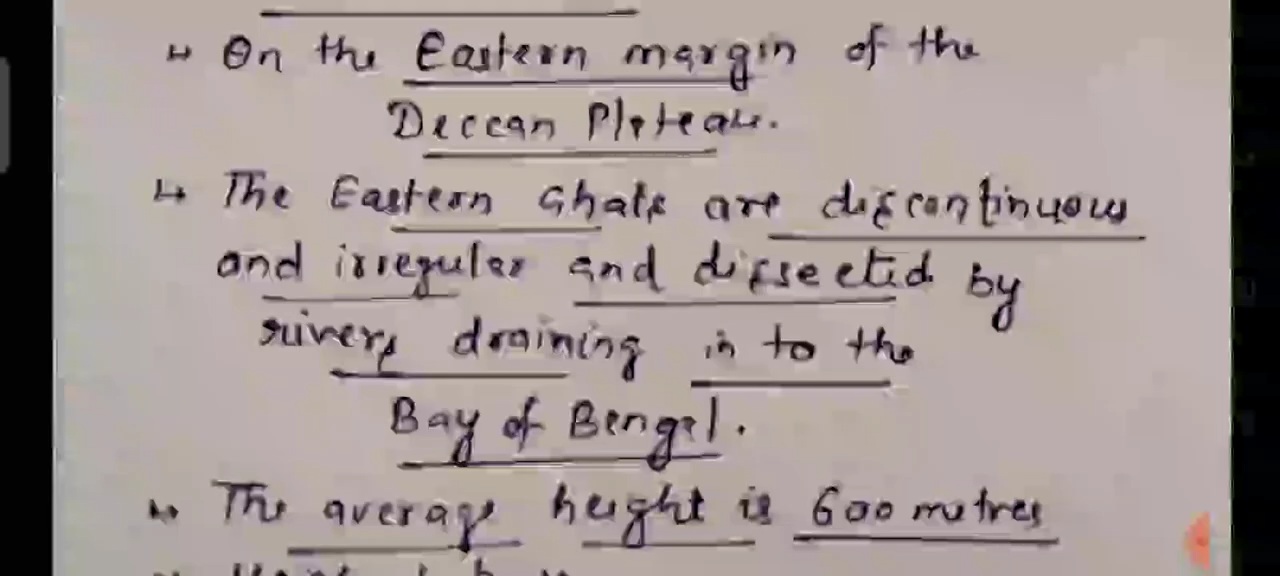 ↳ On the Eastern margin of the
Deccan Plateau.
↳ The Eastern Ghats are discontinuous
and irregular and dissected by
rivers draining in to the
Bay of Bengal.
↳ The average height is 600 metres